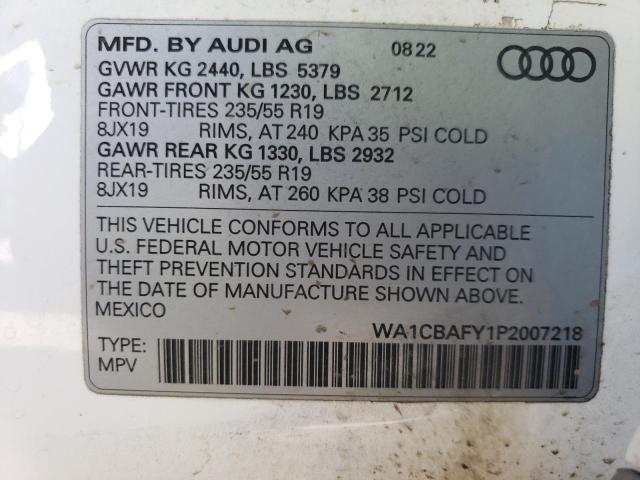 MFD. BY AUDI AG 0822
GVWR KG 2440, LBS 5379
GAWR FRONT KG 1230, LBS 2712
FRONT-TIRES 235/55 R19
8JX19 RIMS, AT 240 KPA 35 PSI COLD
GAWR REAR KG 1330, LBS 2932
REAR-TIRES 235/55 R19
8JX19 RIMS, AT 260 KPA 38 PSI COLD
THIS VEHICLE CONFORMS TO ALL APPLICABLE
U.S. FEDERAL MOTOR VEHICLE SAFETY AND
THEFT PREVENTION STANDARDS IN EFFECT ON
THE DATE OF MANUFACTURE SHOWN ABOVE.
MEXICO
WA1CBAFY1P2007218
TYPE:
MPV